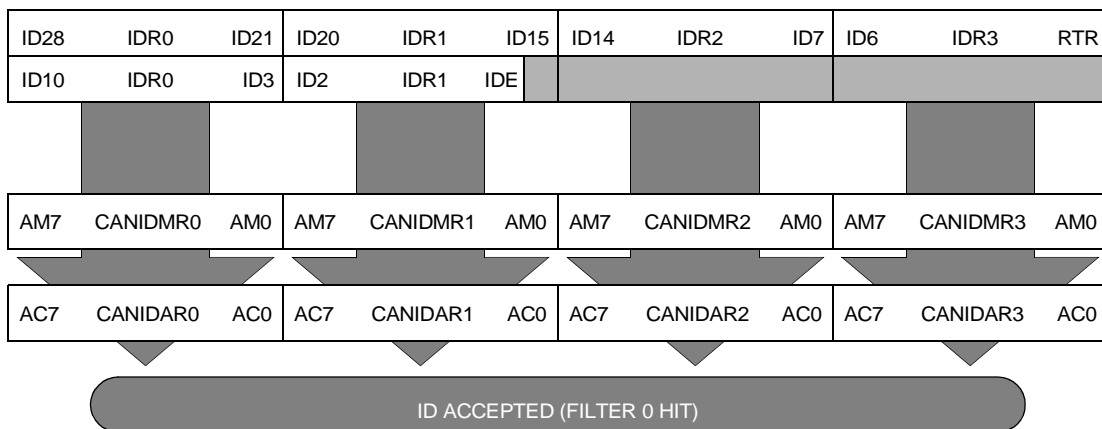 ID28 IDR0 ID21 ID20 IDR1 ID15 ID14 IDR2 ID7 ID6 IDR3 RTR
ID10 IDR0 ID3 ID2 IDR1 IDE
AM7 CANIDMR0 AM0 AM7 CANIDMR1 AM0 AM7 CANIDMR2 AM0 AM7 CANIDMR3 AM0
AC7 CANIDAR0 AC0 AC7 CANIDAR1 AC0 AC7 CANIDAR2 AC0 AC7 CANIDAR3 AC0
ID ACCEPTED (FILTER 0 HIT)